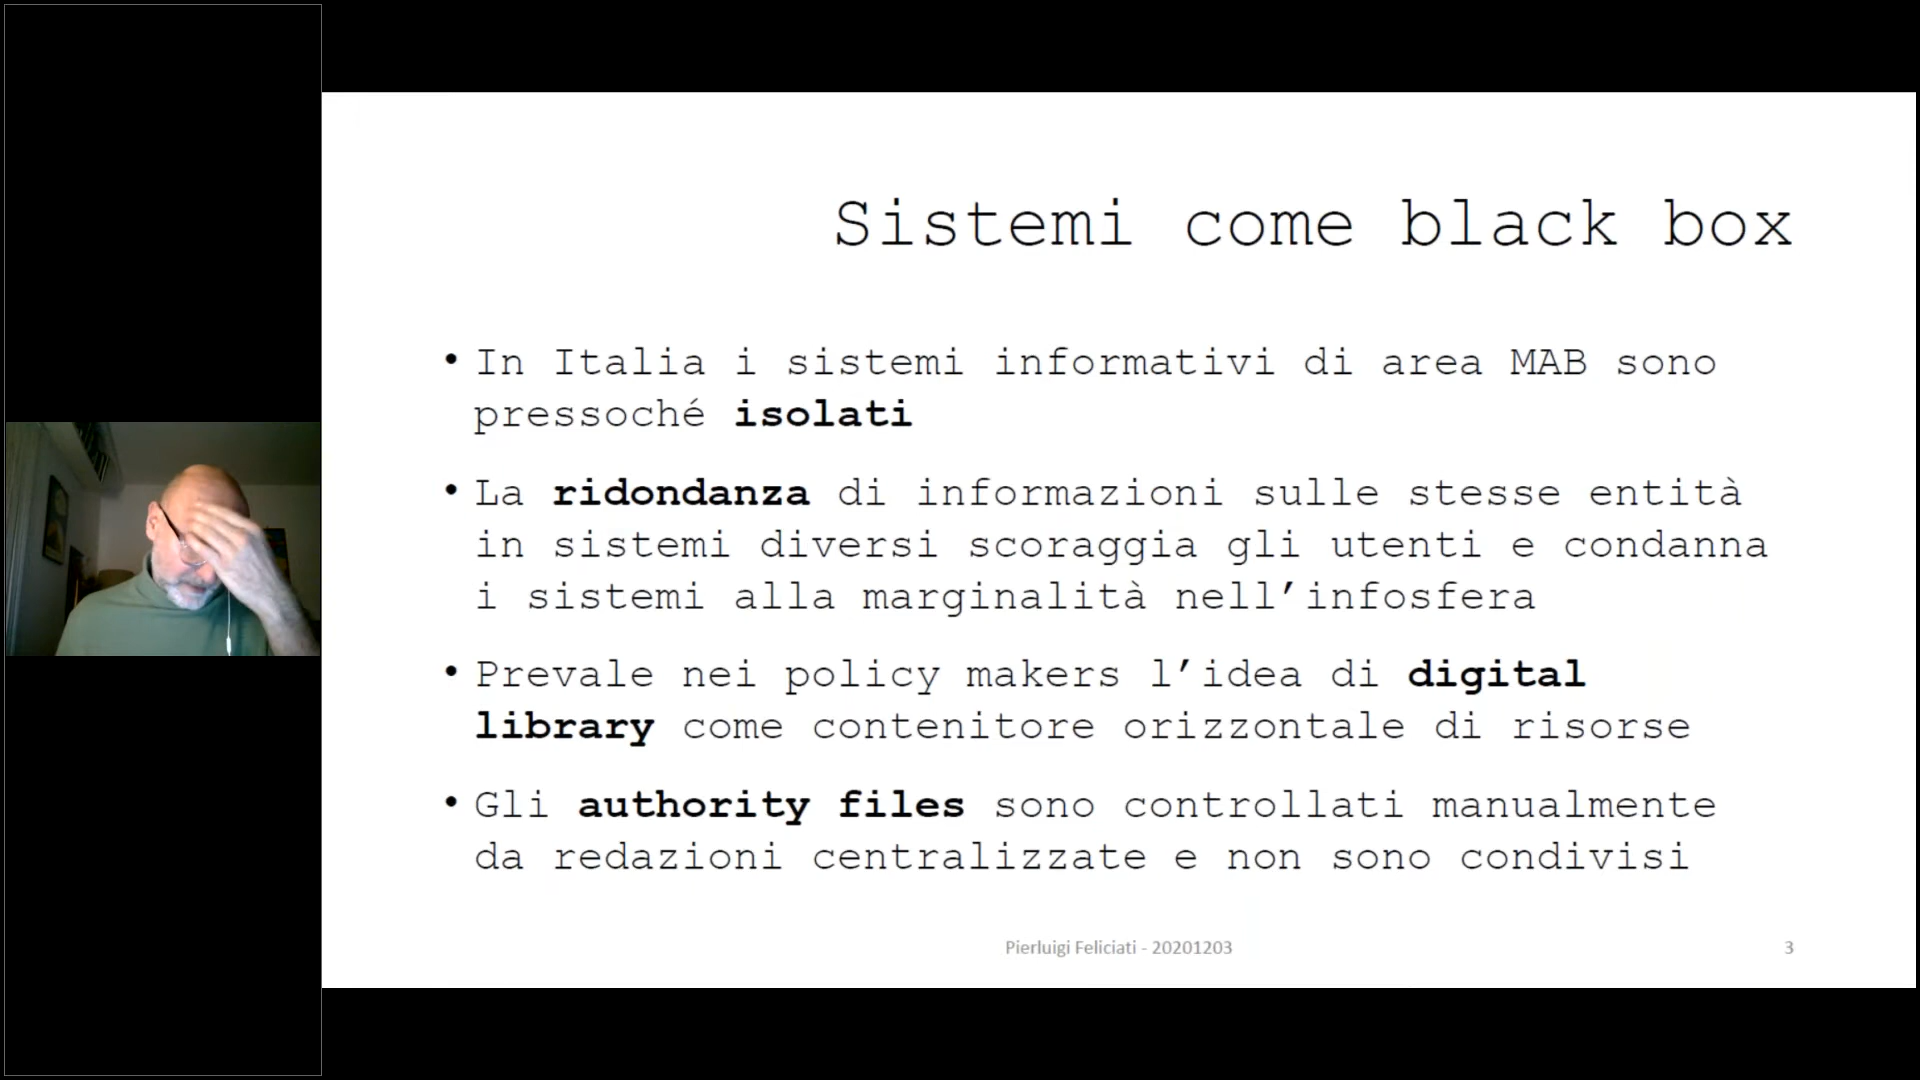 Sistemi come black box
• In Italia i sistemi informativi di area MAB sono
pressoché isolati
• La ridondanza di informazioni sulle stesse entità
in sistemi diversi scoraggia gli utenti e condanna
i sistemi alla marginalità nell’infosfera
• Prevale nei policy makers l’idea di digital
library come contenitore orizzontale di risorse
• Gli authority files sono controllati manualmente
da redazioni centralizzate e non sono condivisi
Pierluigi Feliciati - 20201203
3